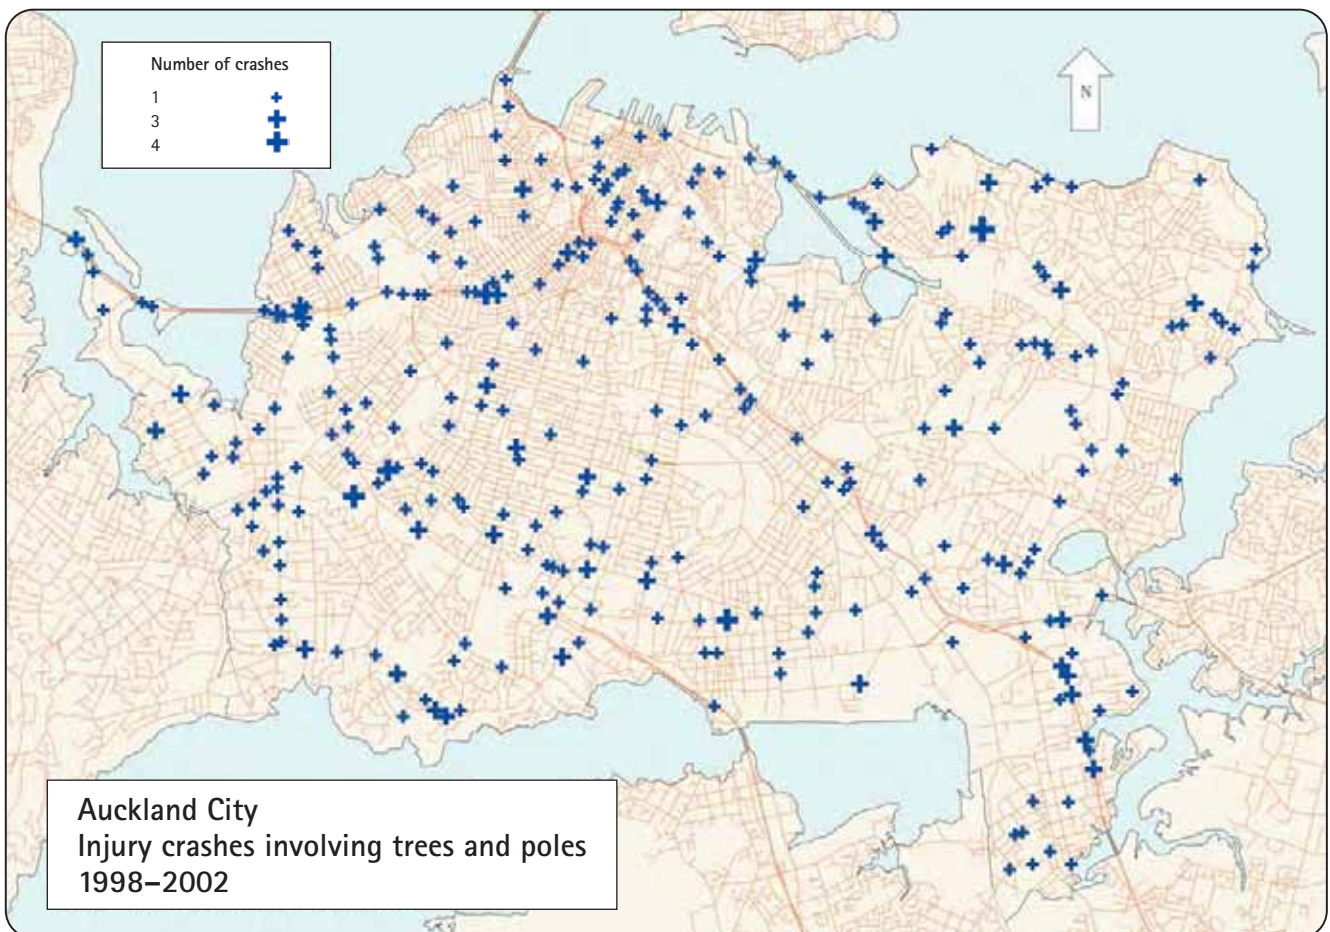 Number of crashes
1
3
4
N
Auckland City
Injury crashes involving trees and poles
1998–2002